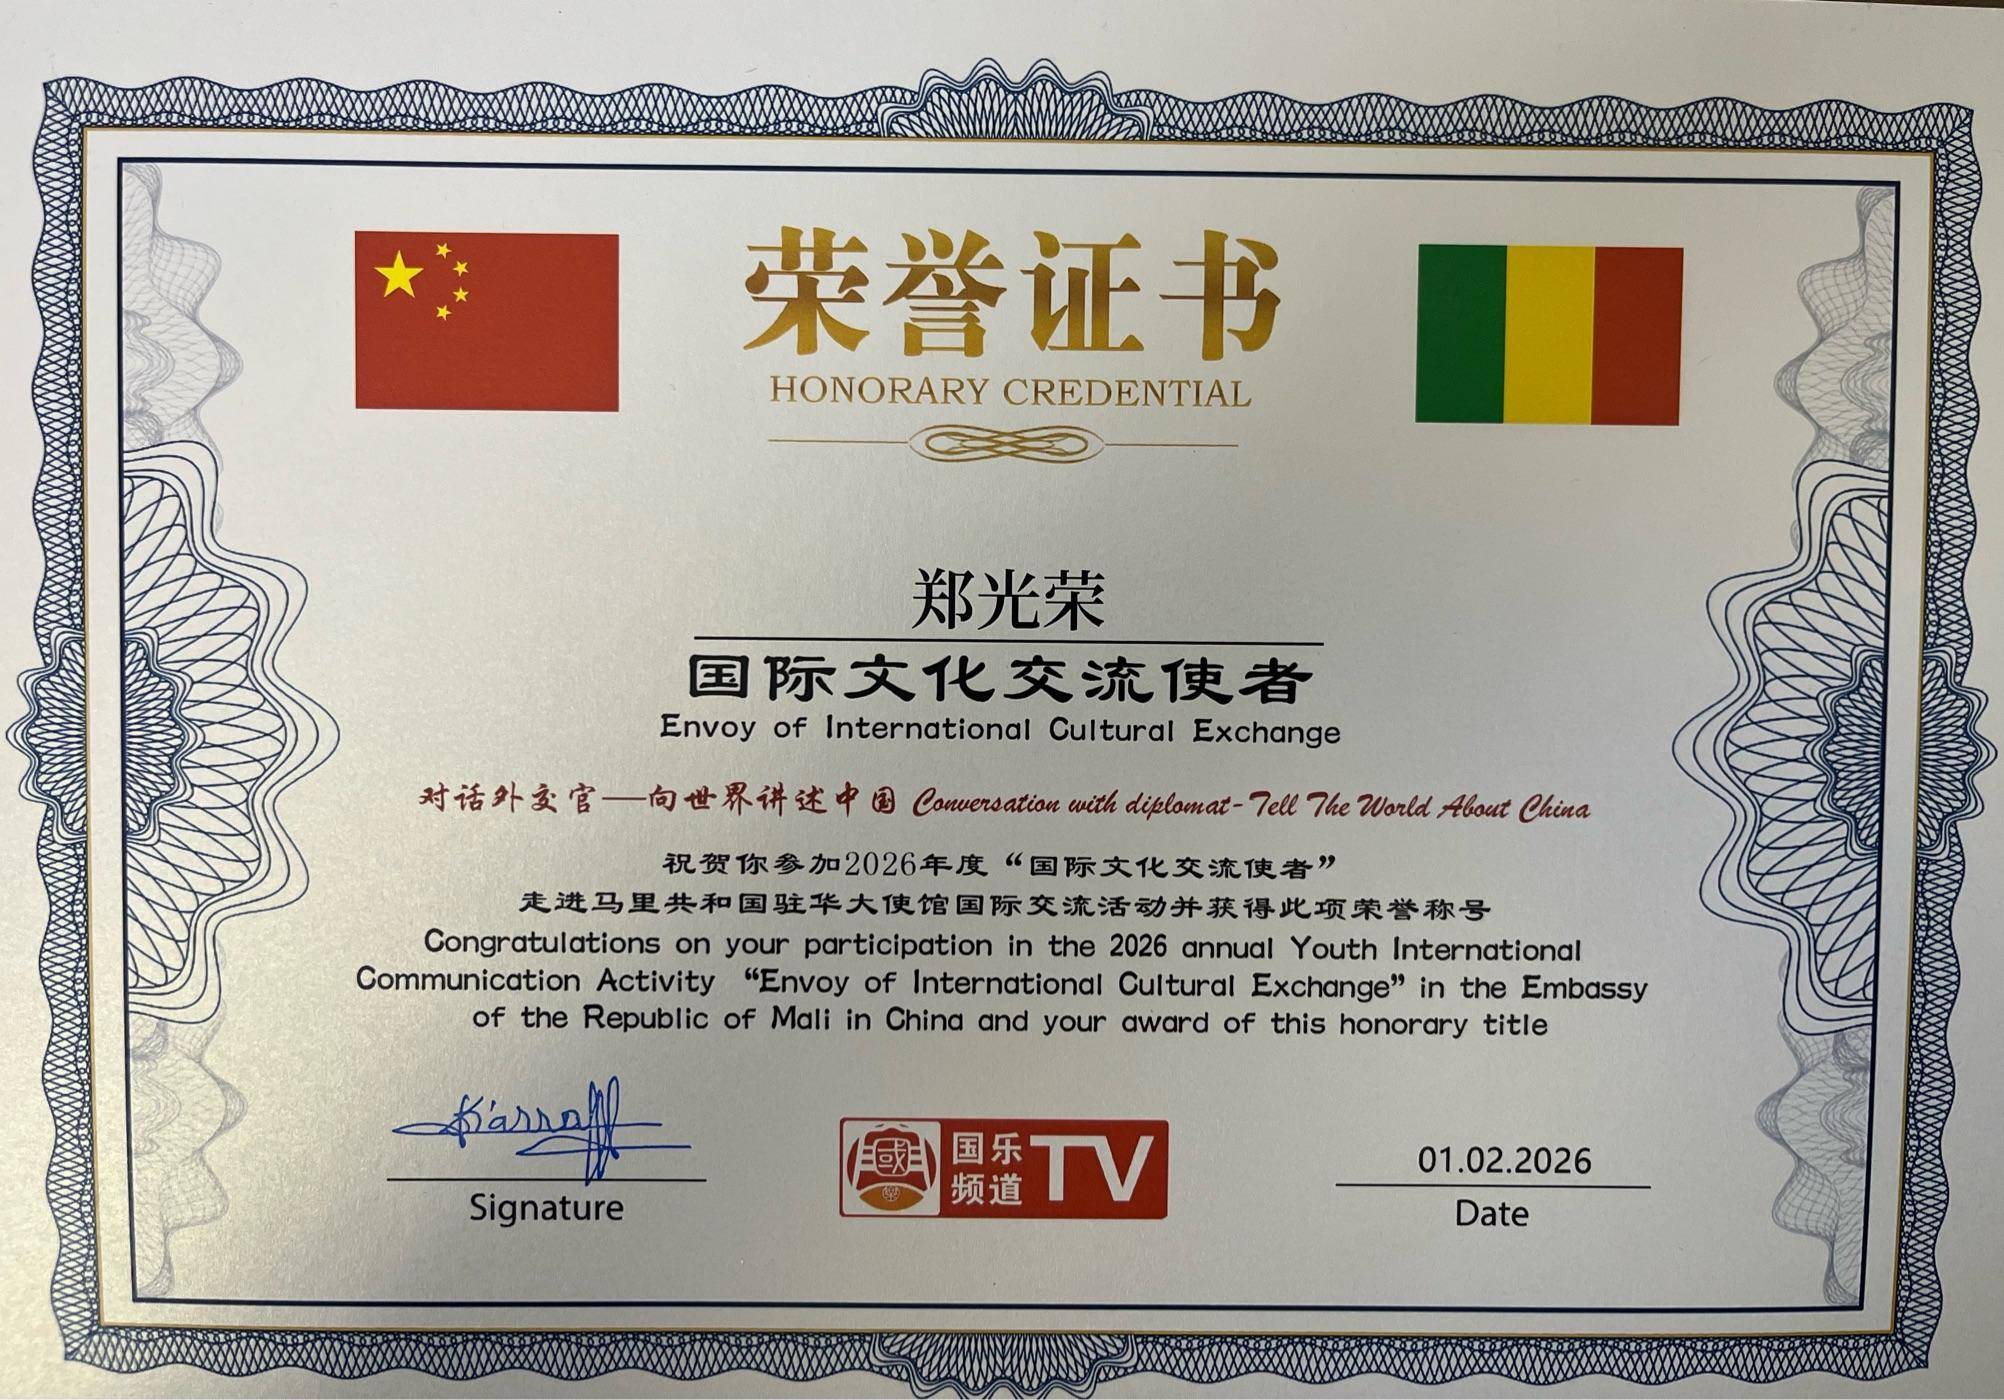 荣誉证书
HONORARY CREDENTIAL
郑光荣
国际文化交流使者
Envoy of International Cultural Exchange
对话外交官——向世界讲述中国 Conversation with diplomat-Tell The World About China
祝贺你参加2026年度“国际文化交流使者”
走进马里共和国驻华大使馆国际交流活动并获得此项荣誉称号
Congratulations on your participation in the 2026 annual Youth International
Communication Activity “Envoy of International Cultural Exchange” in the Embassy
of the Republic of Mali in China and your award of this honorary title
Signature
國
国乐
频道
TV
01.02.2026
Date